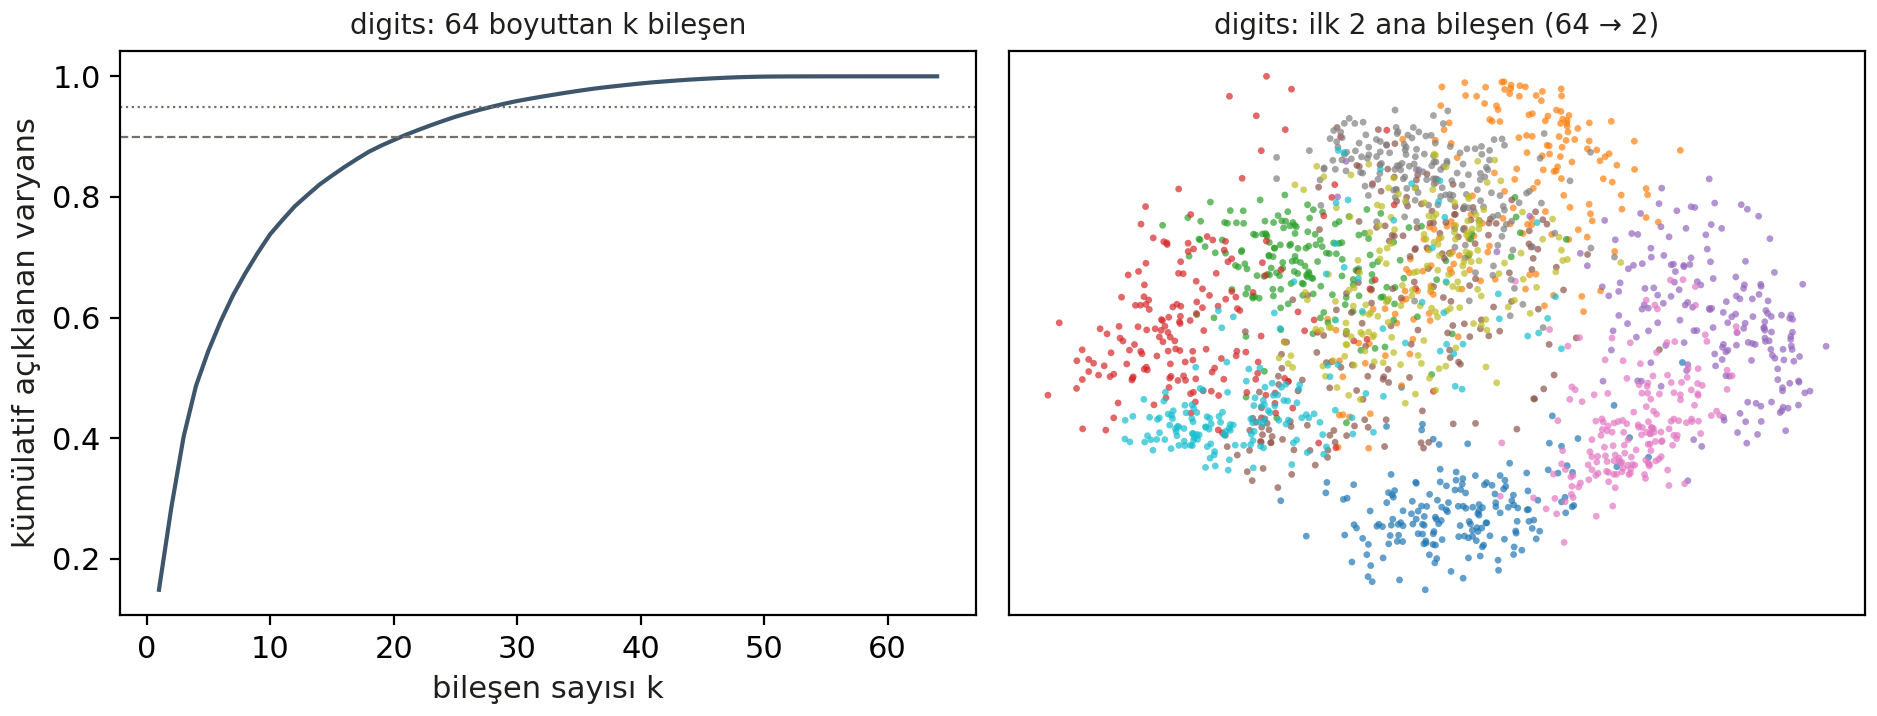 digits: 64 boyuttan k bileşen
kümülatif açıklanan varyans
1.0
0.8
0.6
0.4
0.2
0 10 20 30 40 50 60
bileşen sayısı k
digits: ilk 2 ana bileşen (64 → 2)